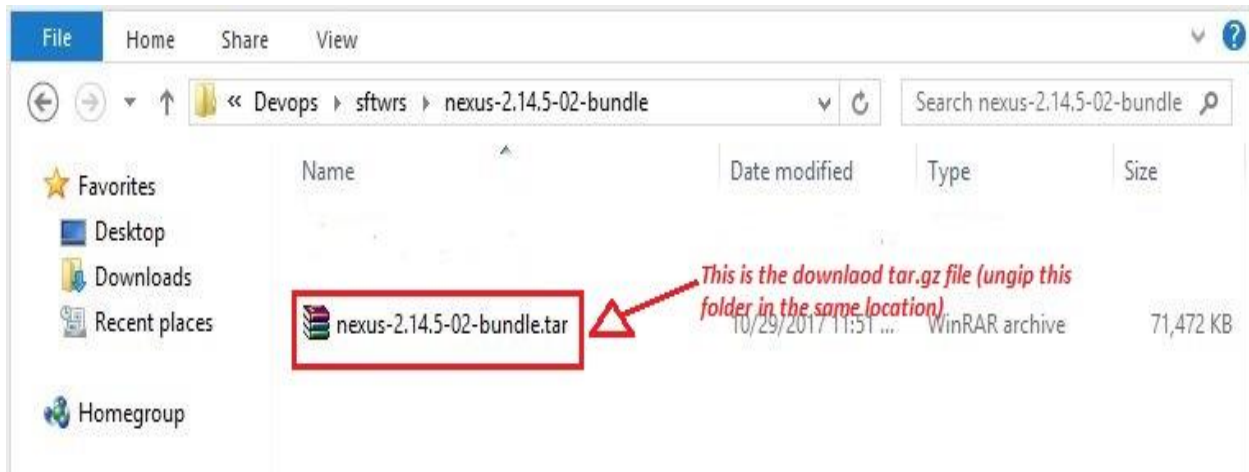 File Home Share View
« Devops sftwrs nexus-2.14.5-02-bundle Search nexus-2.14.5-02-bundle
Name Date modified Type Size
Favorites
Desktop
Downloads
Recent places
Homegroup
This is the downlaod tar.gz file (ungip this
folder in the same location)
nexus-2.14.5-02-bundle.tar 10/29/2017 11:51 ... WinRAR archive 71,472 KB